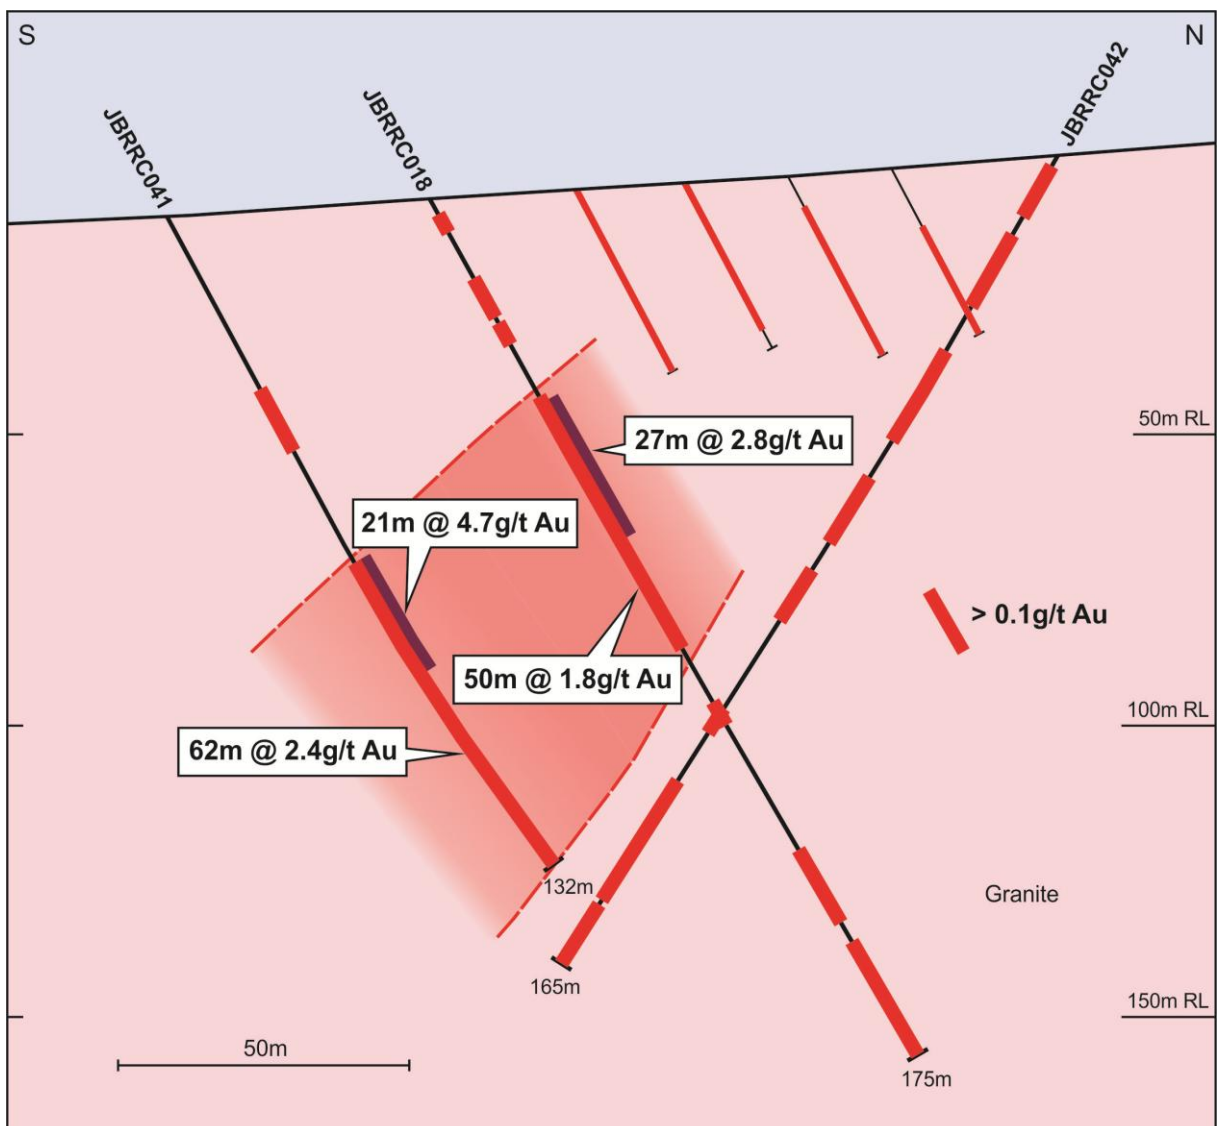 S
N
JBRRC041
JBRRC018
JBRRC042
50m RL
27m @ 2.8g/t Au
21m @ 4.7g/t Au
> 0.1g/t Au
50m @ 1.8g/t Au
100m RL
62m @ 2.4g/t Au
132m
Granite
165m
150m RL
50m
175m